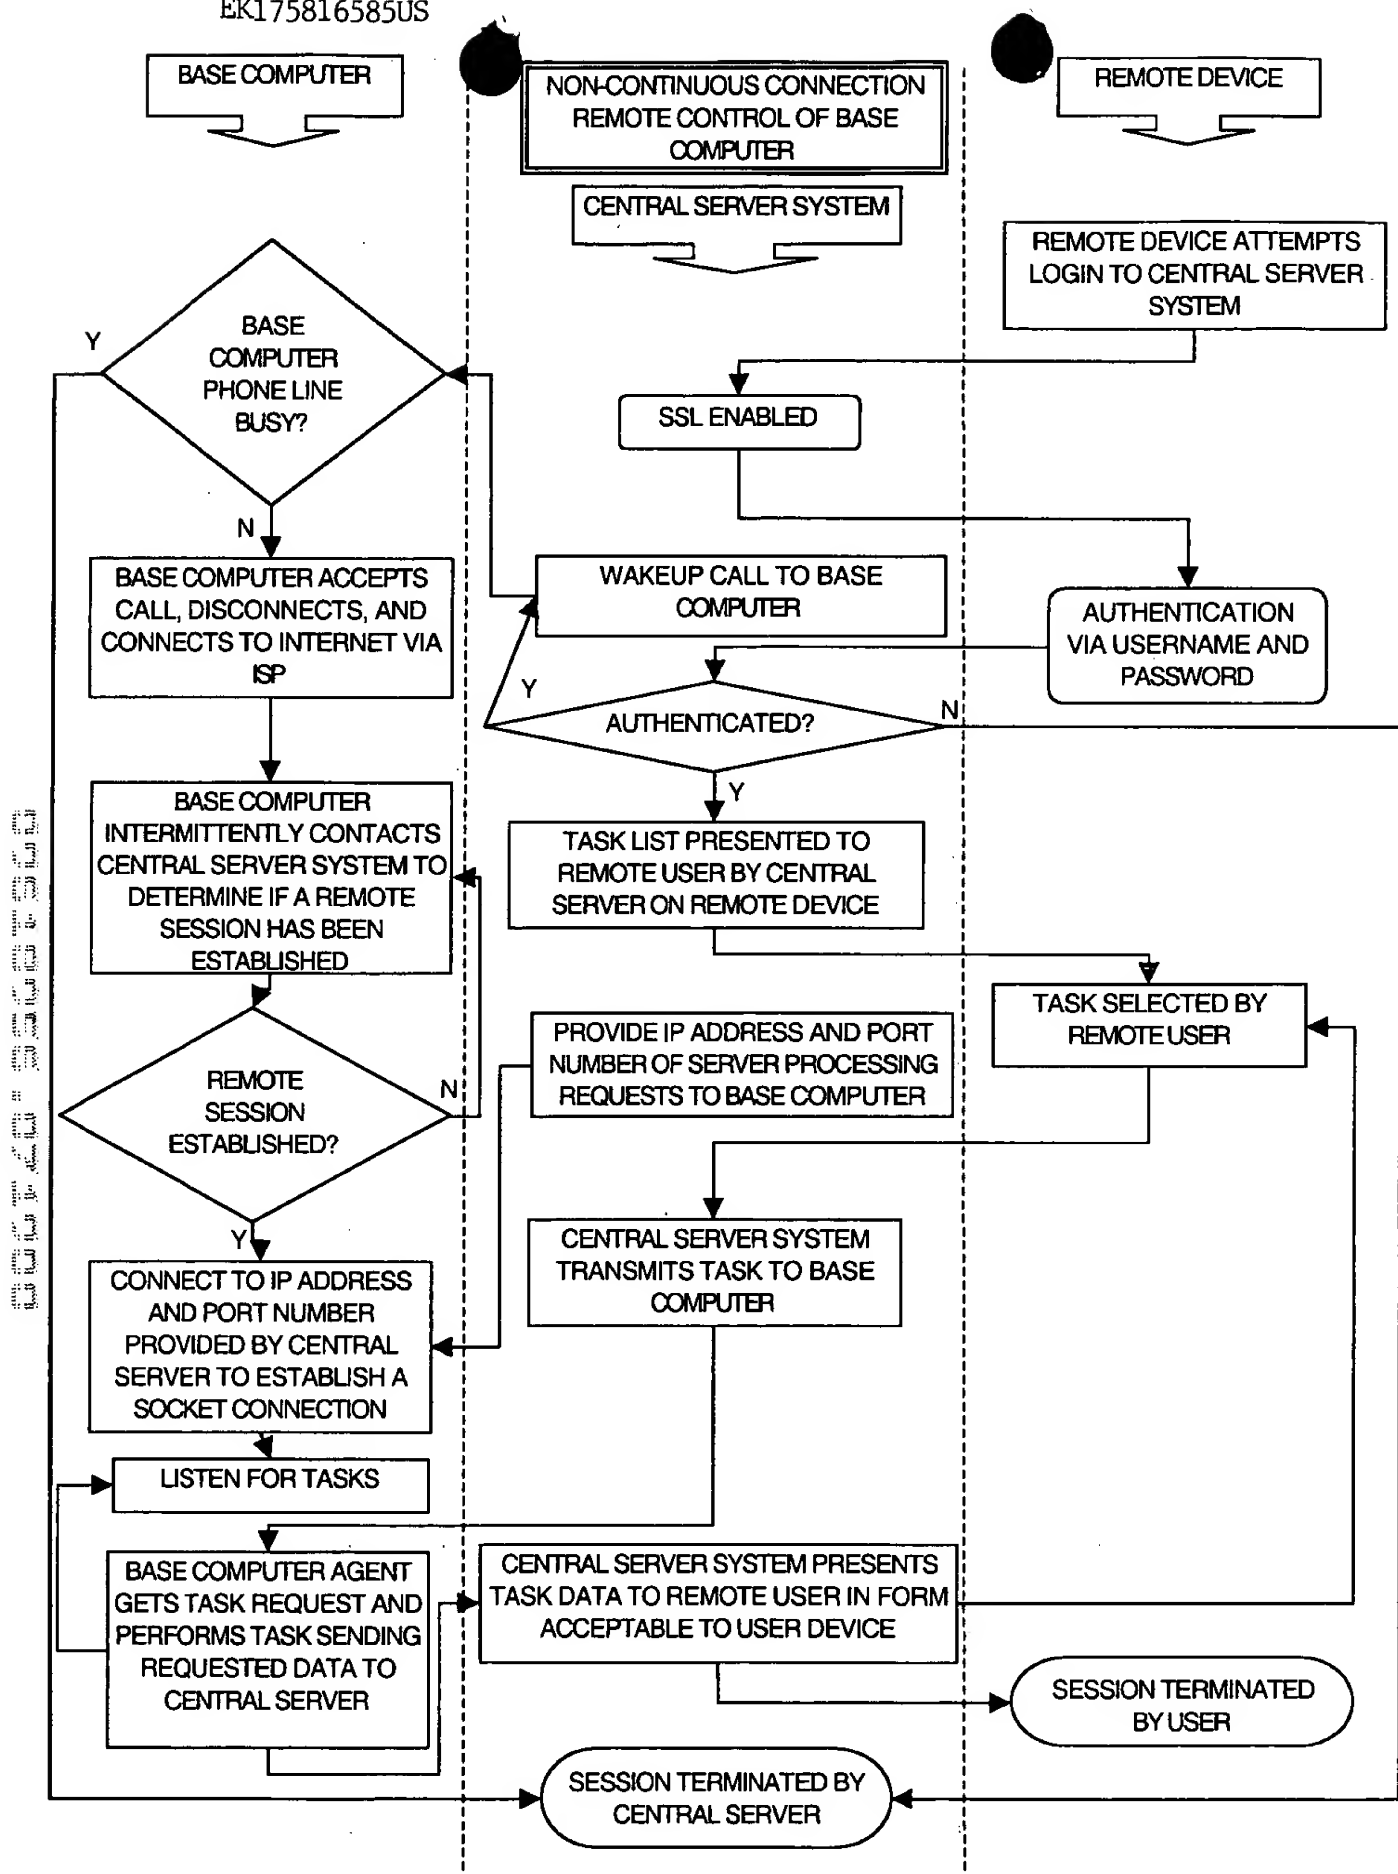 EK175816585US
BASE COMPUTER
NON-CONTINUOUS CONNECTION
REMOTE CONTROL OF BASE
COMPUTER
REMOTE DEVICE
CENTRAL SERVER SYSTEM
REMOTE DEVICE ATTEMPTS
LOGIN TO CENTRAL SERVER
SYSTEM
Y
BASE
COMPUTER
PHONE LINE
BUSY?
SSL ENABLED
N
BASE COMPUTER ACCEPTS
CALL, DISCONNECTS, AND
CONNECTS TO INTERNET VIA
ISP
WAKEUP CALL TO BASE
COMPUTER
AUTHENTICATION
VIA USERNAME AND
PASSWORD
Y
AUTHENTICATED?
N
Y
BASE COMPUTER
INTERMITTENTLY CONTACTS
CENTRAL SERVER SYSTEM TO
DETERMINE IF A REMOTE
SESSION HAS BEEN
ESTABLISHED
TASK LIST PRESENTED TO
REMOTE USER BY CENTRAL
SERVER ON REMOTE DEVICE
TASK SELECTED BY
REMOTE USER
PROVIDE IP ADDRESS AND PORT
NUMBER OF SERVER PROCESSING
REQUESTS TO BASE COMPUTER
REMOTE
SESSION
ESTABLISHED?
N
Y
CENTRAL SERVER SYSTEM
TRANSMITS TASK TO BASE
COMPUTER
CONNECT TO IP ADDRESS
AND PORT NUMBER
PROVIDED BY CENTRAL
SERVER TO ESTABLISH A
SOCKET CONNECTION
LISTEN FOR TASKS
BASE COMPUTER AGENT
GETS TASK REQUEST AND
PERFORMS TASK SENDING
REQUESTED DATA TO
CENTRAL SERVER
CENTRAL SERVER SYSTEM PRESENTS
TASK DATA TO REMOTE USER IN FORM
ACCEPTABLE TO USER DEVICE
SESSION TERMINATED
BY USER
SESSION TERMINATED BY
CENTRAL SERVER